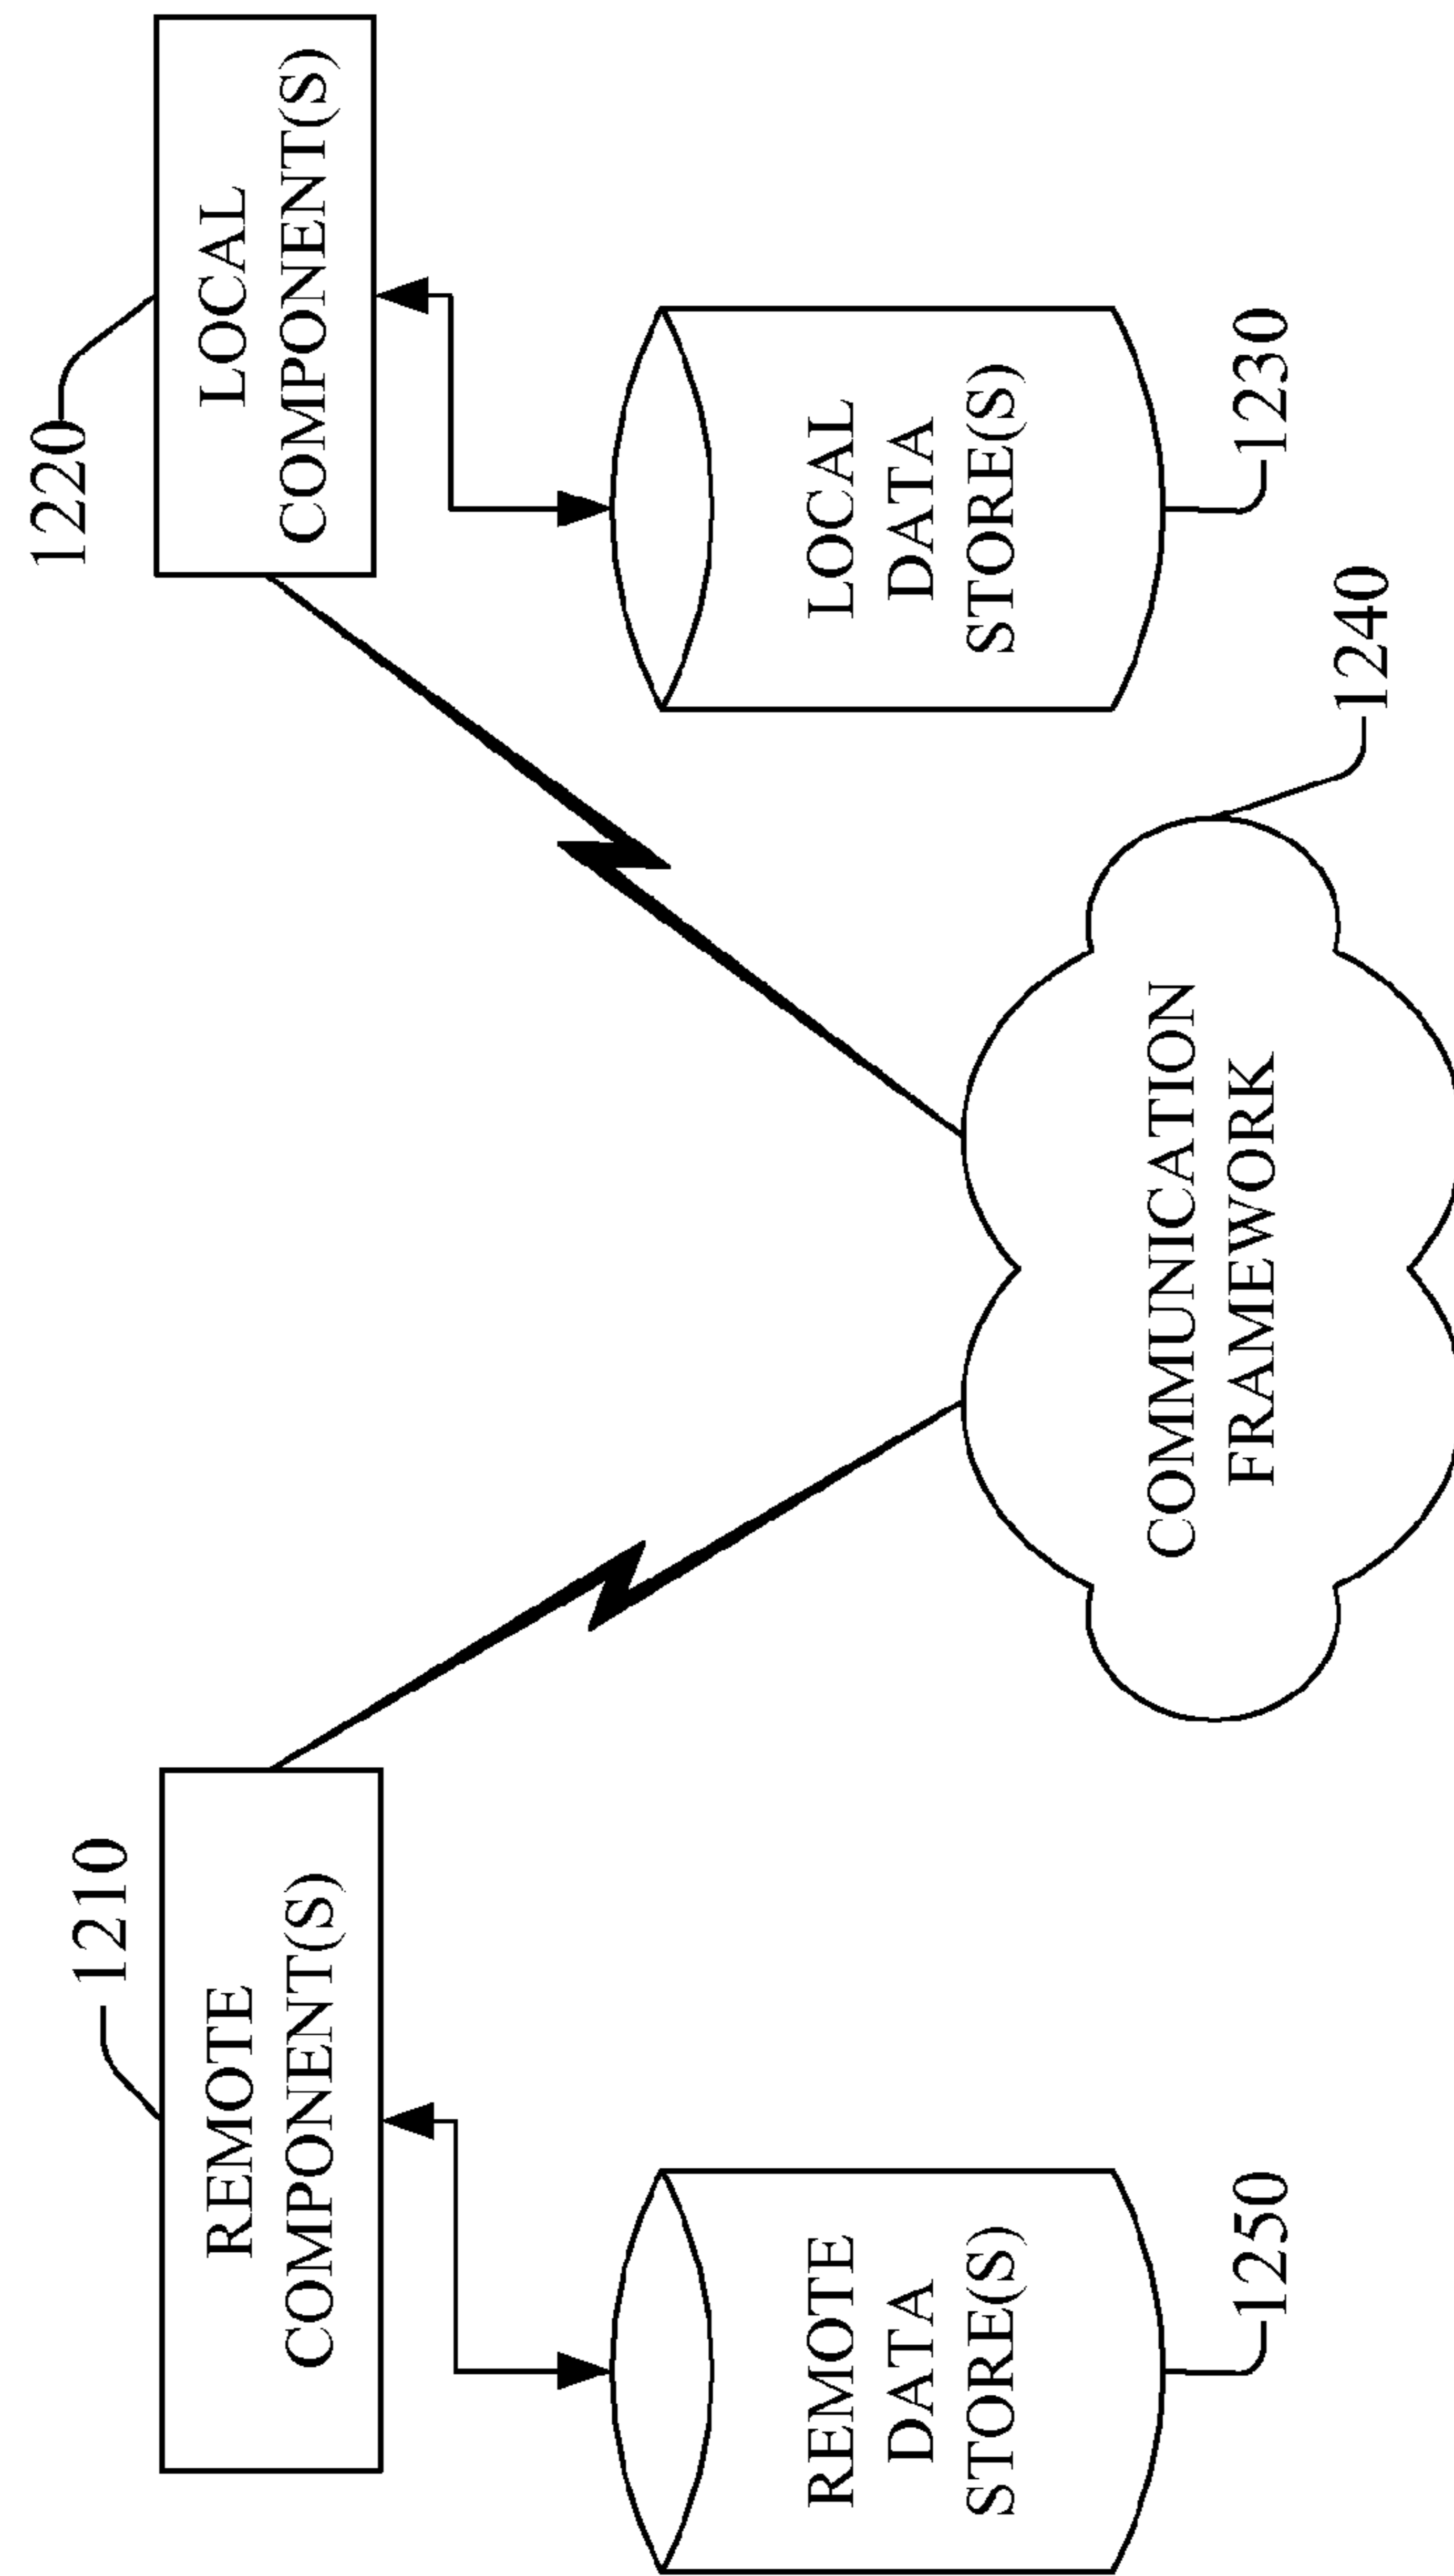 1210
REMOTE
COMPONENT(S)
1220
LOCAL
COMPONENT(S)
REMOTE
DATA
STORE(S)
1250
LOCAL
DATA
STORE(S)
1230
COMMUNICATION
FRAMEWORK
1240